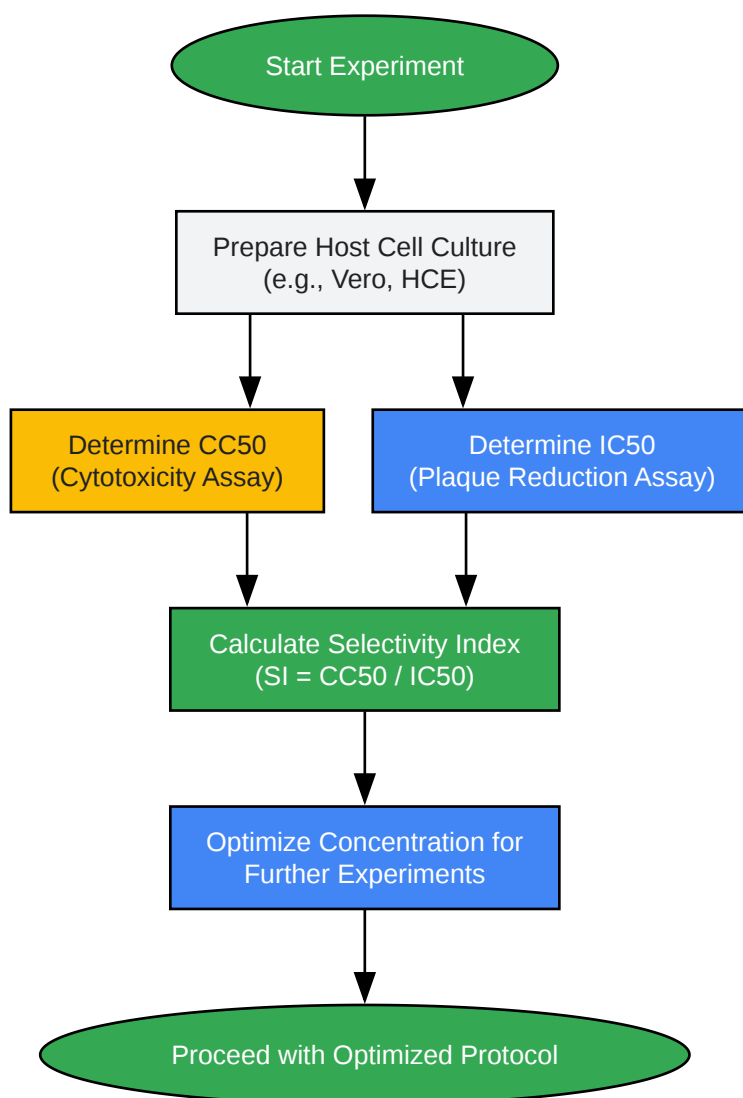 Start Experiment
Prepare Host Cell Culture
(e.g., Vero, HCE)
Determine CC50
(Cytotoxicity Assay)
Determine IC50
(Plaque Reduction Assay)
Calculate Selectivity Index
(SI = CC50 / IC50)
Optimize Concentration for
Further Experiments
Proceed with Optimized Protocol